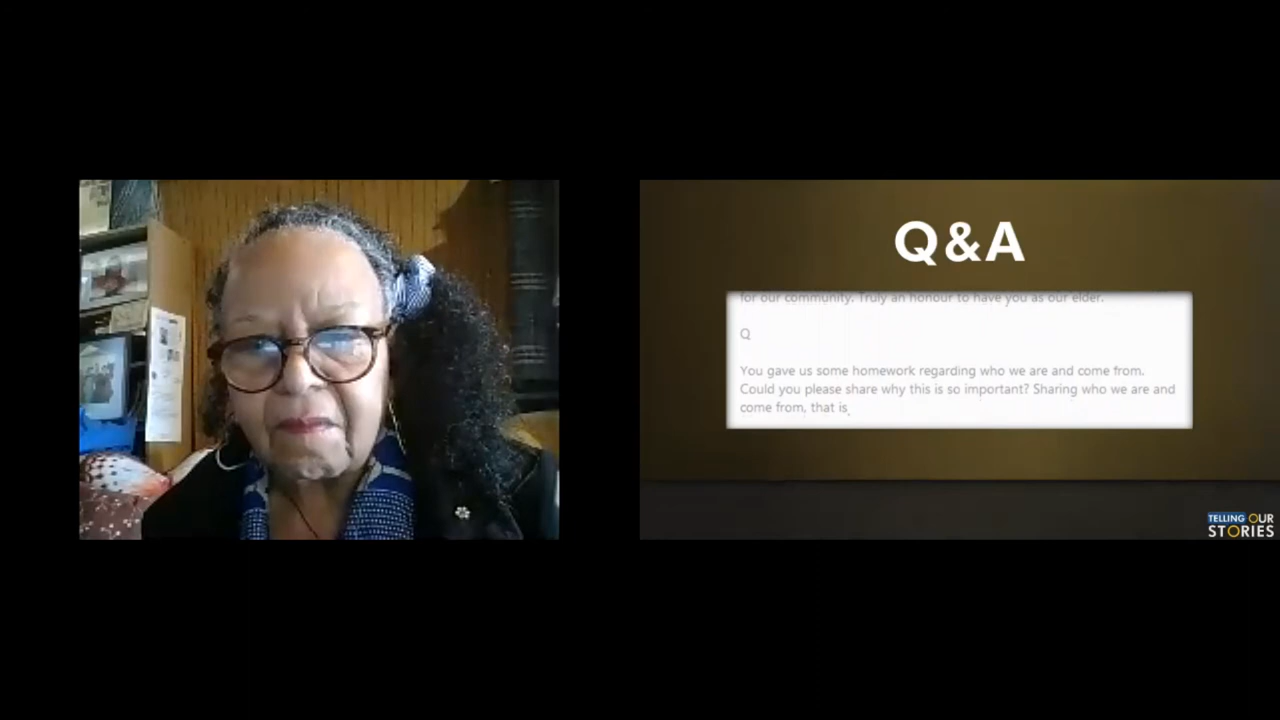 Q&A
for our community. Truly an honour to have you as our elder.
Q
You gave us some homework regarding who we are and come from.
Could you please share why this is so important? Sharing who we are and
come from, that is.
TELLING OUR
STORIES